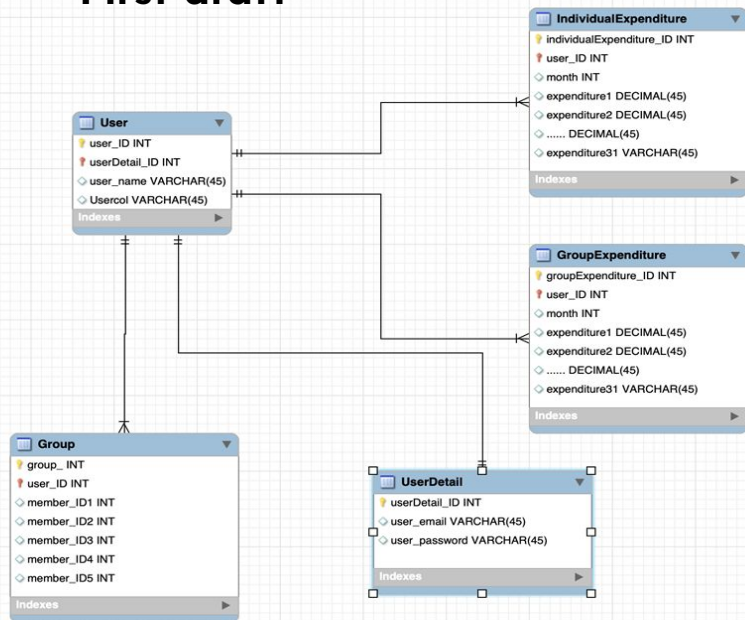 First draft
IndividualExpenditure
individualExpenditure_ID INT
user_ID INT
month INT
expenditure1 DECIMAL(45)
expenditure2 DECIMAL(45)
...... DECIMAL(45)
expenditure31 VARCHAR(45)
Indexes
User
user_ID INT
userDetail_ID INT
user_name VARCHAR(45)
Usercol VARCHAR(45)
Indexes
GroupExpenditure
groupExpenditure_ID INT
user_ID INT
month INT
expenditure1 DECIMAL(45)
expenditure2 DECIMAL(45)
...... DECIMAL(45)
expenditure31 VARCHAR(45)
Indexes
Group
group_ INT
user_ID INT
member_ID1 INT
member_ID2 INT
member_ID3 INT
member_ID4 INT
member_ID5 INT
Indexes
UserDetail
userDetail_ID INT
user_email VARCHAR(45)
user_password VARCHAR(45)
Indexes